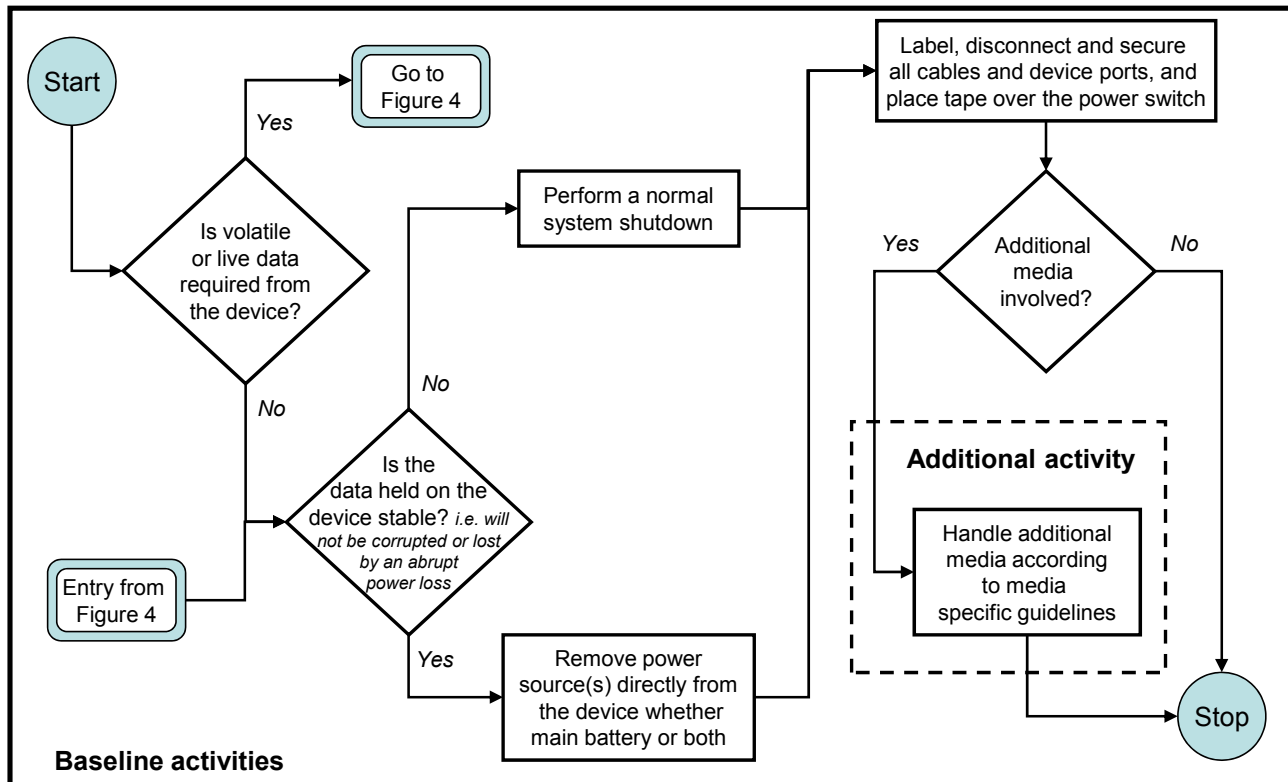 Start
Go to
Figure 4
Yes
Is volatile
or live data
required from
the device?
No
Entry from
Figure 4
Is the
data held on the
device stable? i.e. will
not be corrupted or lost
by an abrupt
power loss
No
Perform a normal
system shutdown
Yes
Remove power
source(s) directly from
the device whether
main battery or both
Label, disconnect and secure
all cables and device ports, and
place tape over the power switch
Additional
media
involved?
Yes
No
Additional activity
Handle additional
media according
to media
specific guidelines
Stop
Baseline activities